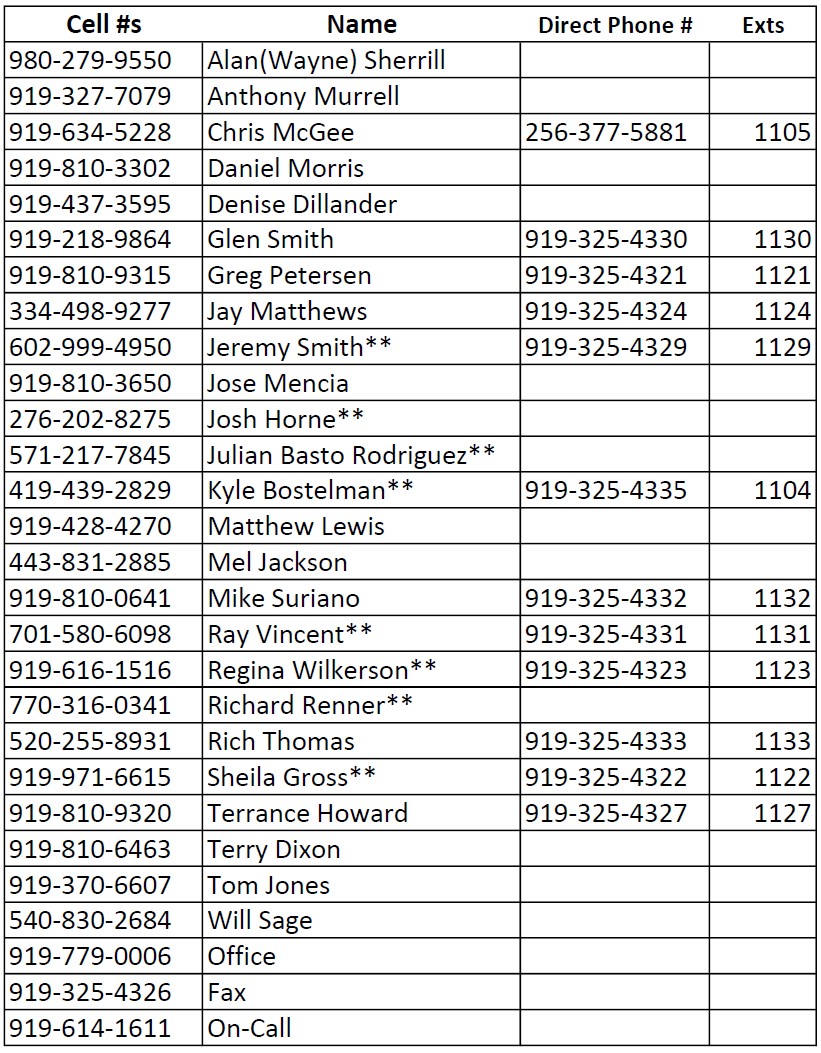 Cell #s Name Direct Phone # Exts
980-279-9550 Alan(Wayne) Sherrill
919-327-7079 Anthony Murrell
919-634-5228 Chris McGee 256-377-5881 1105
919-810-3302 Daniel Morris
919-437-3595 Denise Dillander
919-218-9864 Glen Smith 919-325-4330 1130
919-810-9315 Greg Petersen 919-325-4321 1121
334-498-9277 Jay Matthews 919-325-4324 1124
602-999-4950 Jeremy Smith** 919-325-4329 1129
919-810-3650 Jose Mencia
276-202-8275 Josh Horne**
571-217-7845 Julian Basto Rodriguez**
419-439-2829 Kyle Bostelman** 919-325-4335 1104
919-428-4270 Matthew Lewis
443-831-2885 Mel Jackson
919-810-0641 Mike Suriano 919-325-4332 1132
701-580-6098 Ray Vincent** 919-325-4331 1131
919-616-1516 Regina Wilkerson** 919-325-4323 1123
770-316-0341 Richard Renner**
520-255-8931 Rich Thomas 919-325-4333 1133
919-971-6615 Sheila Gross** 919-325-4322 1122
919-810-9320 Terrance Howard 919-325-4327 1127
919-810-6463 Terry Dixon
919-370-6607 Tom Jones
540-830-2684 Will Sage
919-779-0006 Office
919-325-4326 Fax
919-614-1611 On-Call